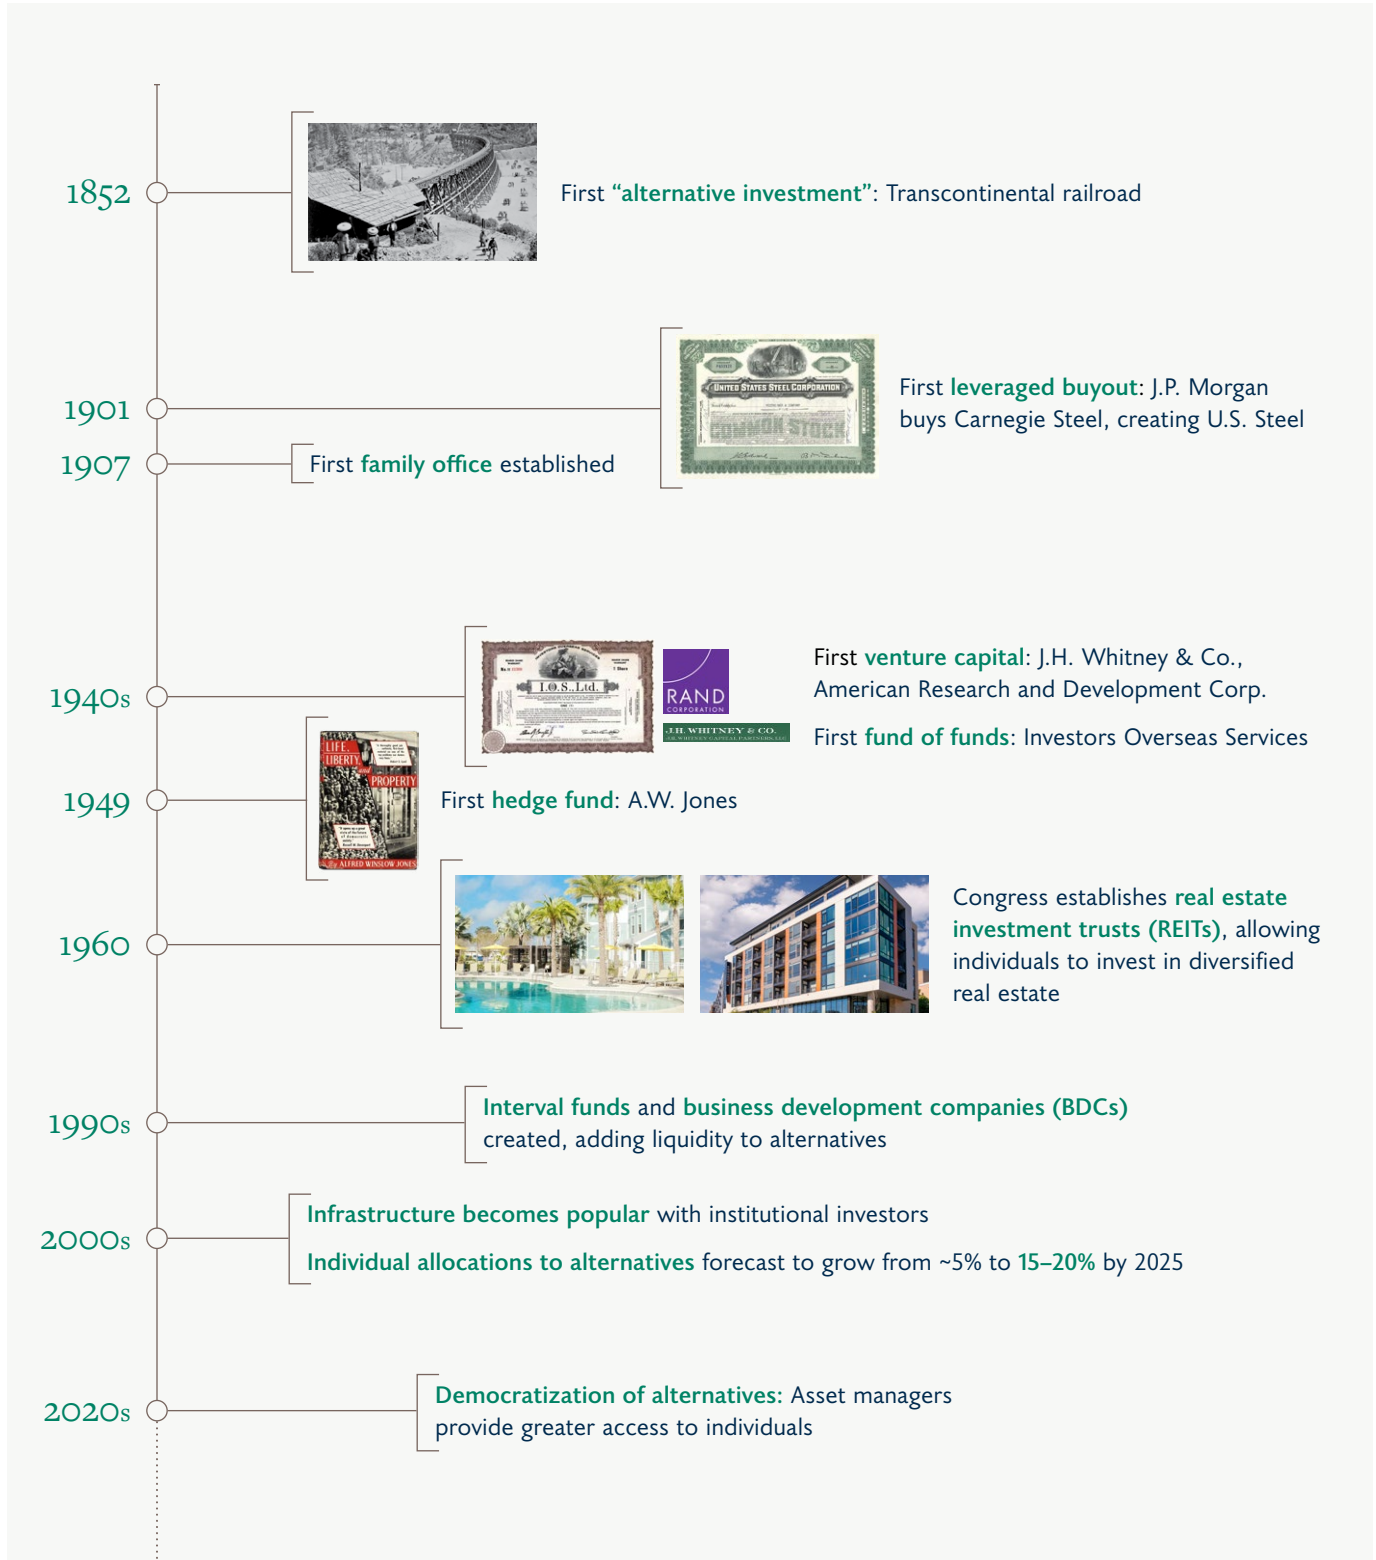 1852
First “alternative investment”: Transcontinental railroad
1901
UNITED STATES STEEL CORPORATION
COMMON STOCK
First leveraged buyout: J.P. Morgan
buys Carnegie Steel, creating U.S. Steel
1907
First family office established
1940s
I.O.S., Ltd.
RAND
CORPORATION
J.H. WHITNEY & CO.
J.H. WHITNEY CAPITAL PARTNERS, LLC
First venture capital: J.H. Whitney & Co.,
American Research and Development Corp.
First fund of funds: Investors Overseas Services
1949
LIFE,
LIBERTY,
and
PROPERTY
By ALFRED WINSLOW JONES
First hedge fund: A.W. Jones
1960
Congress establishes real estate
investment trusts (REITs), allowing
individuals to invest in diversified
real estate
1990s
Interval funds and business development companies (BDCs)
created, adding liquidity to alternatives
2000s
Infrastructure becomes popular with institutional investors
Individual allocations to alternatives forecast to grow from ~5% to 15–20% by 2025
2020s
Democratization of alternatives: Asset managers
provide greater access to individuals